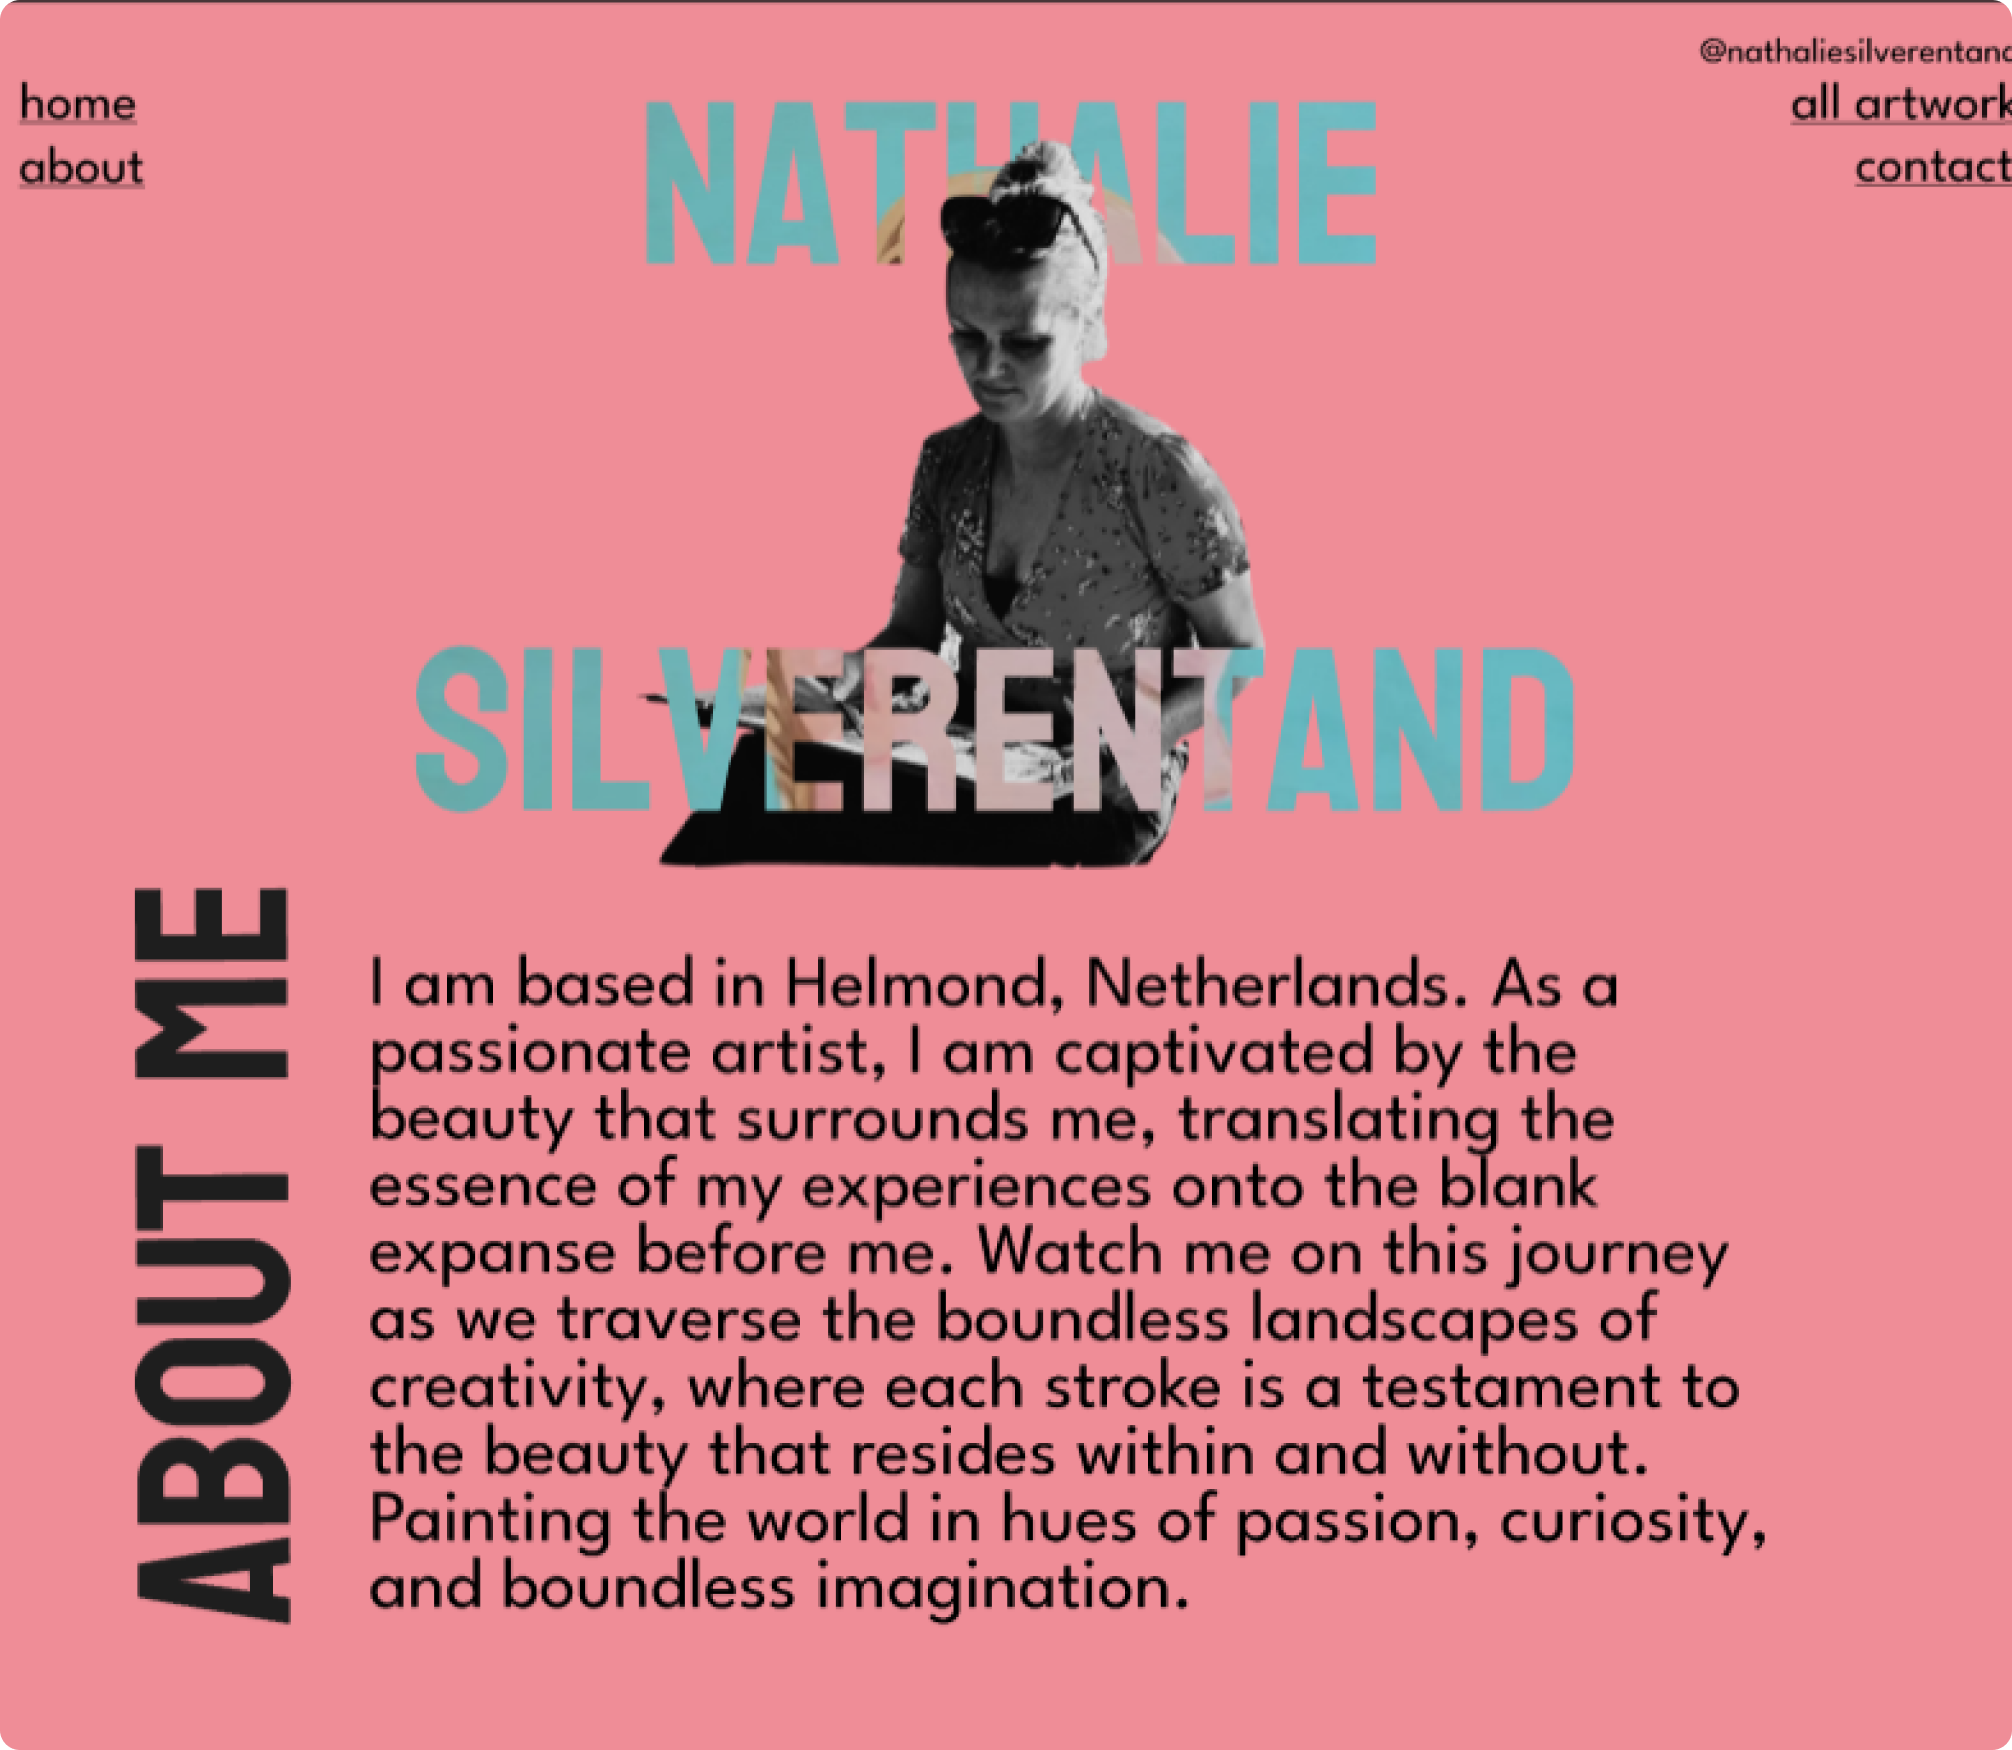 @nathaliesilverentand
home
all artwork
about
contact
NATHALIE
SILVERENTAND
ABOUT ME
I am based in Helmond, Netherlands. As a
passionate artist, I am captivated by the
beauty that surrounds me, translating the
essence of my experiences onto the blank
expanse before me. Watch me on this journey
as we traverse the boundless landscapes of
creativity, where each stroke is a testament to
the beauty that resides within and without.
Painting the world in hues of passion, curiosity,
and boundless imagination.